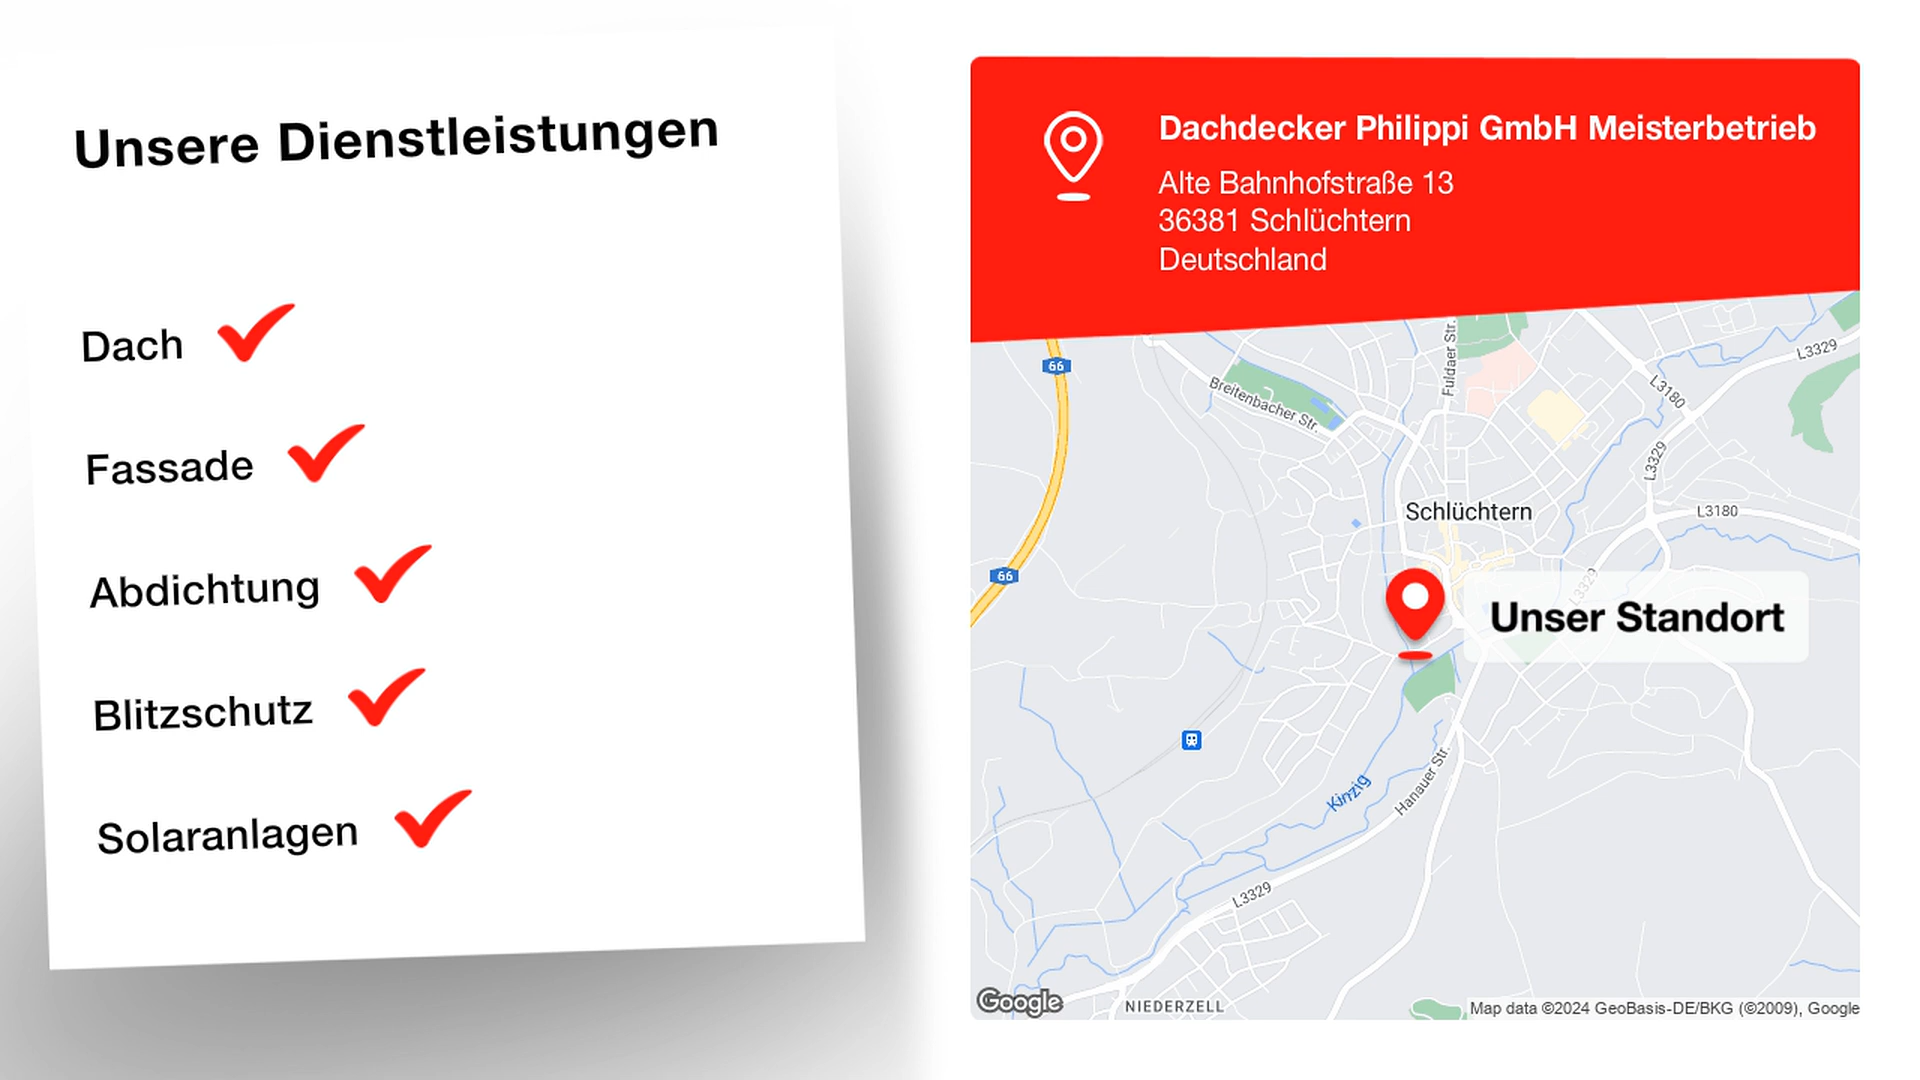 Unsere Dienstleistungen
Dach
Fassade
Abdichtung
Blitzschutz
Solaranlagen
Dachdecker Philippi GmbH Meisterbetrieb
Alte Bahnhofstraße 13
36381 Schlüchtern
Deutschland
66
Breitenbacher Str.
Fuldaer Str.
L3180
L3329
L3329
Schlüchtern
L3180
66
L3329
Unser Standort
Kinzig
Hanauer Str.
L3329
Google
NIEDERZELL
Map data ©2024 GeoBasis-DE/BKG (©2009), Google